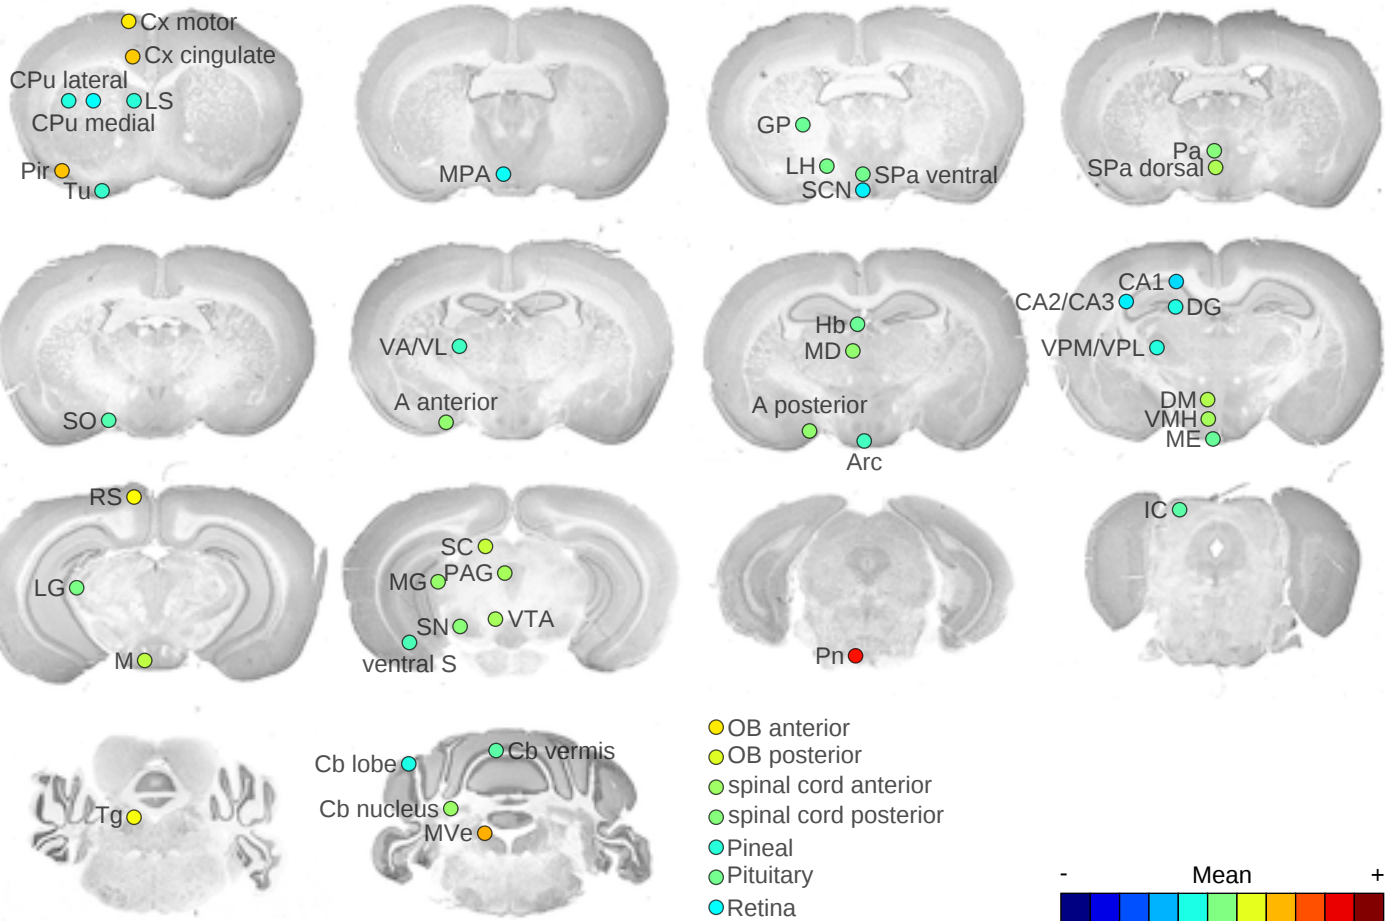 Cx motor
Cx cingulate
CPu lateral
LS
CPu medial
Pir
Tu
MPA
GP
LH
SPa ventral
SCN
Pa
SPa dorsal
SO
VA/VL
A anterior
Hb
MD
A posterior
Arc
CA1
CA2/CA3
DG
VPM/VPL
DM
VMH
ME
RS
LG
M
SC
PAG
MG
VTA
SN
ventral S
Pn
IC
Tg
Cb vermis
Cb lobe
Cb nucleus
MVe
OB anterior
OB posterior
spinal cord anterior
spinal cord posterior
Pineal
Pituitary
Retina
- Mean +